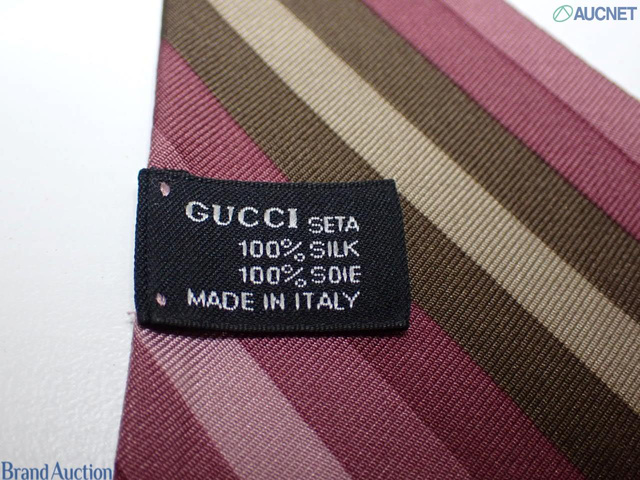 AUCNET
GUCCI SETA
100% SILK
100% SOIE
MADE IN ITALY
Brand Auction